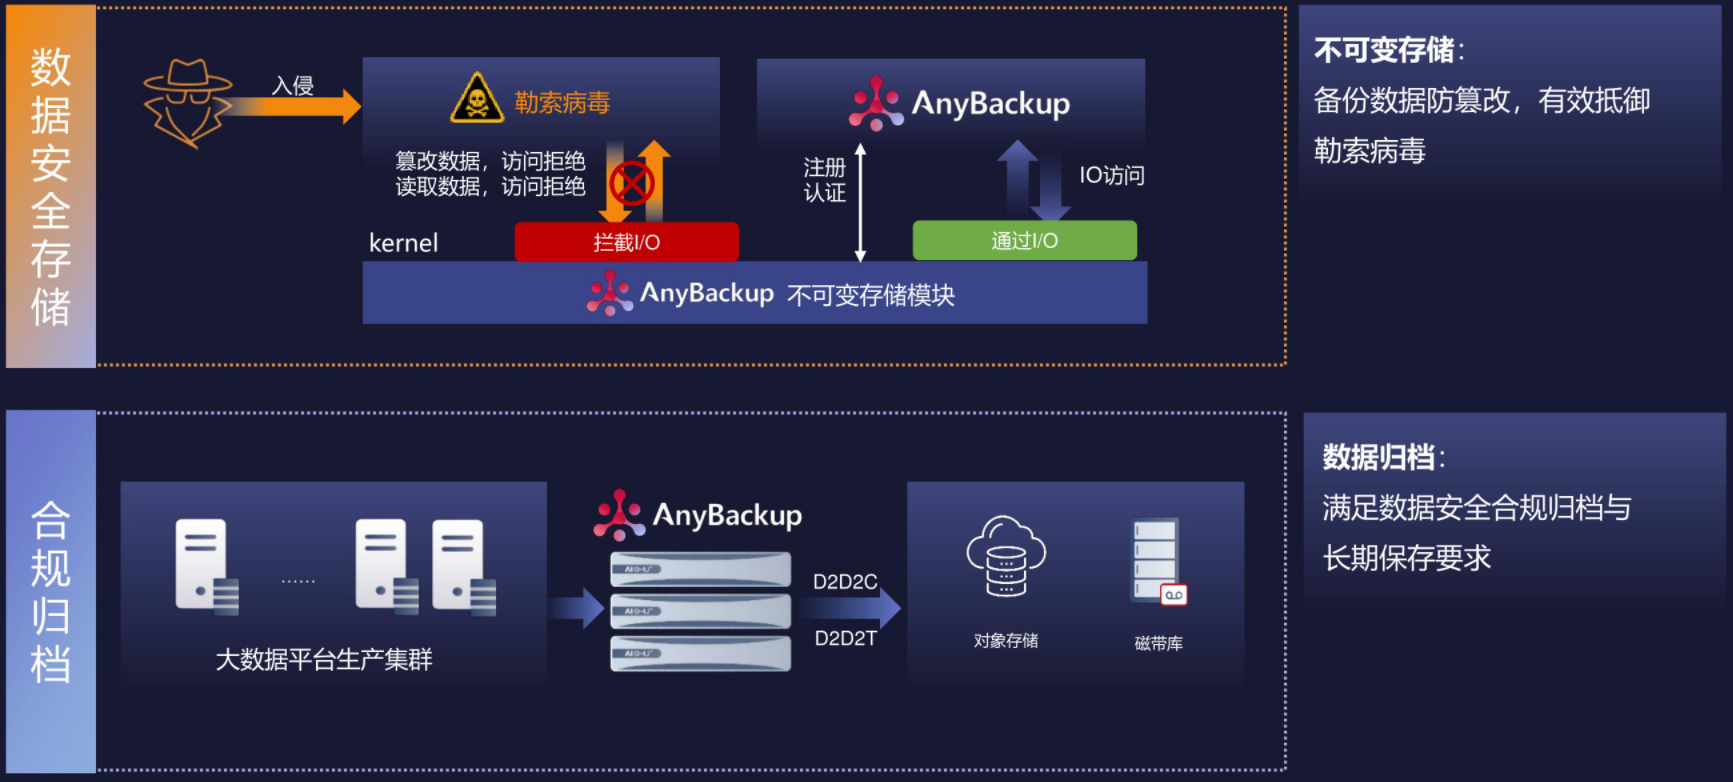 数据安全存储
入侵
勒索病毒
篡改数据，访问拒绝
读取数据，访问拒绝
kernel
拦截I/O
AnyBackup
注册
认证
IO访问
通过I/O
AnyBackup 不可变存储模块
不可变存储：
备份数据防篡改，有效抵御
勒索病毒
合规归档
......
大数据平台生产集群
AnyBackup
D2D2C
D2D2T
对象存储
磁带库
数据归档：
满足数据安全合规归档与
长期保存要求